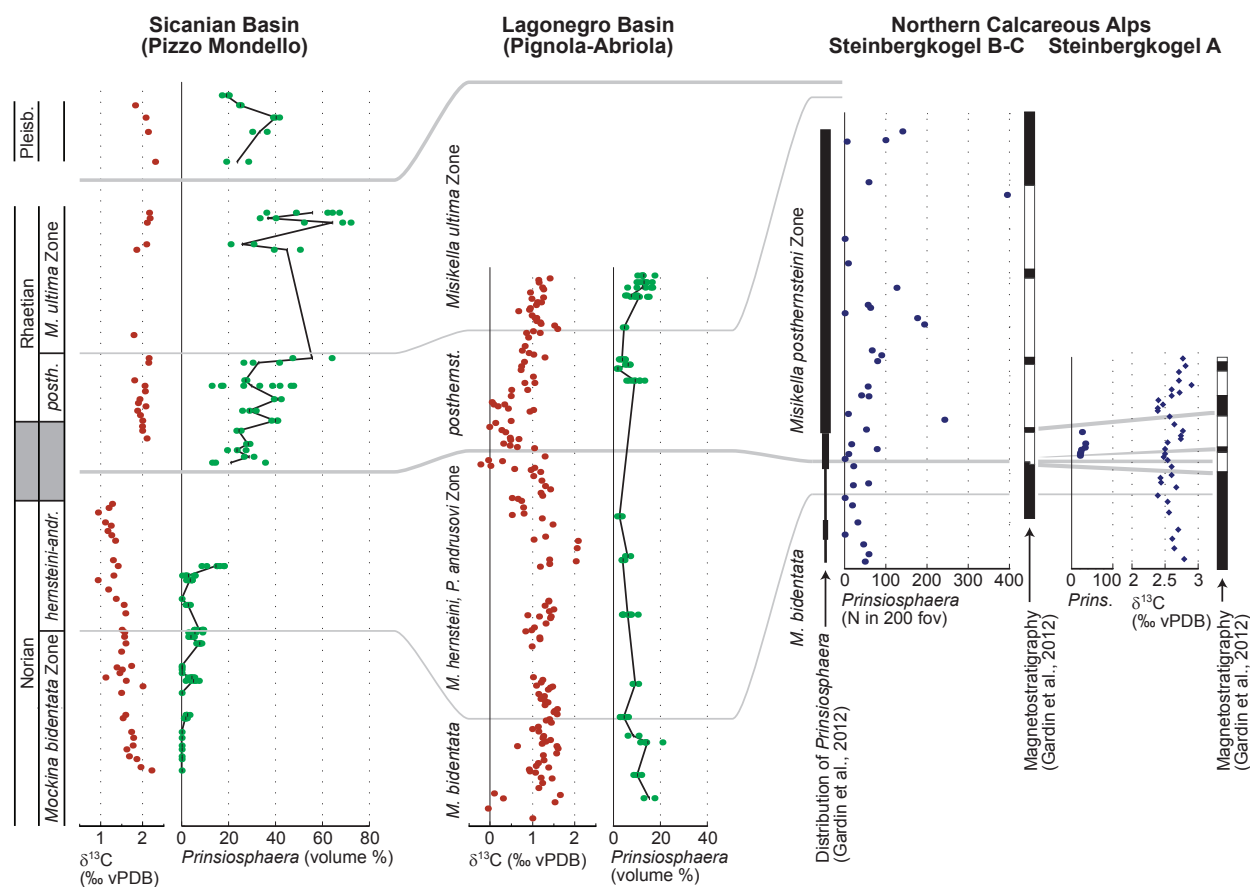 Sicanian Basin
(Pizzo Mondello)
Lagonegro Basin
(Pignola-Abriola)
Northern Calcareous Alps
Steinbergkogel B-C
Steinbergkogel A
Pleisb.
Rhaetian
Norian
M. ultima Zone
posth.
hernsteini-andr.
Mockina bidentata Zone
1 2
δ13C
(‰ vPDB)
0 20 40 60 80
Prinsiosphaera (volume %)
Misikella ultima Zone
posthernst.
M. hernsteini, P. andrusovi Zone
M. bidentata
0 1 2
δ13C (‰ vPDB)
0 20 40
Prinsiosphaera
(volume %)
Misikella posthernsteini Zone
M. bidentata
Distribution of Prinsiosphaera
(Gardin et al., 2012)
0 100 200 300 400
Prinsiosphaera
(N in 200 fov)
Magnetostratigraphy
(Gardin et al., 2012)
0 100
Prins.
2 2.5 3
δ13C
(‰ vPDB)
Magnetostratigraphy
(Gardin et al., 2012)